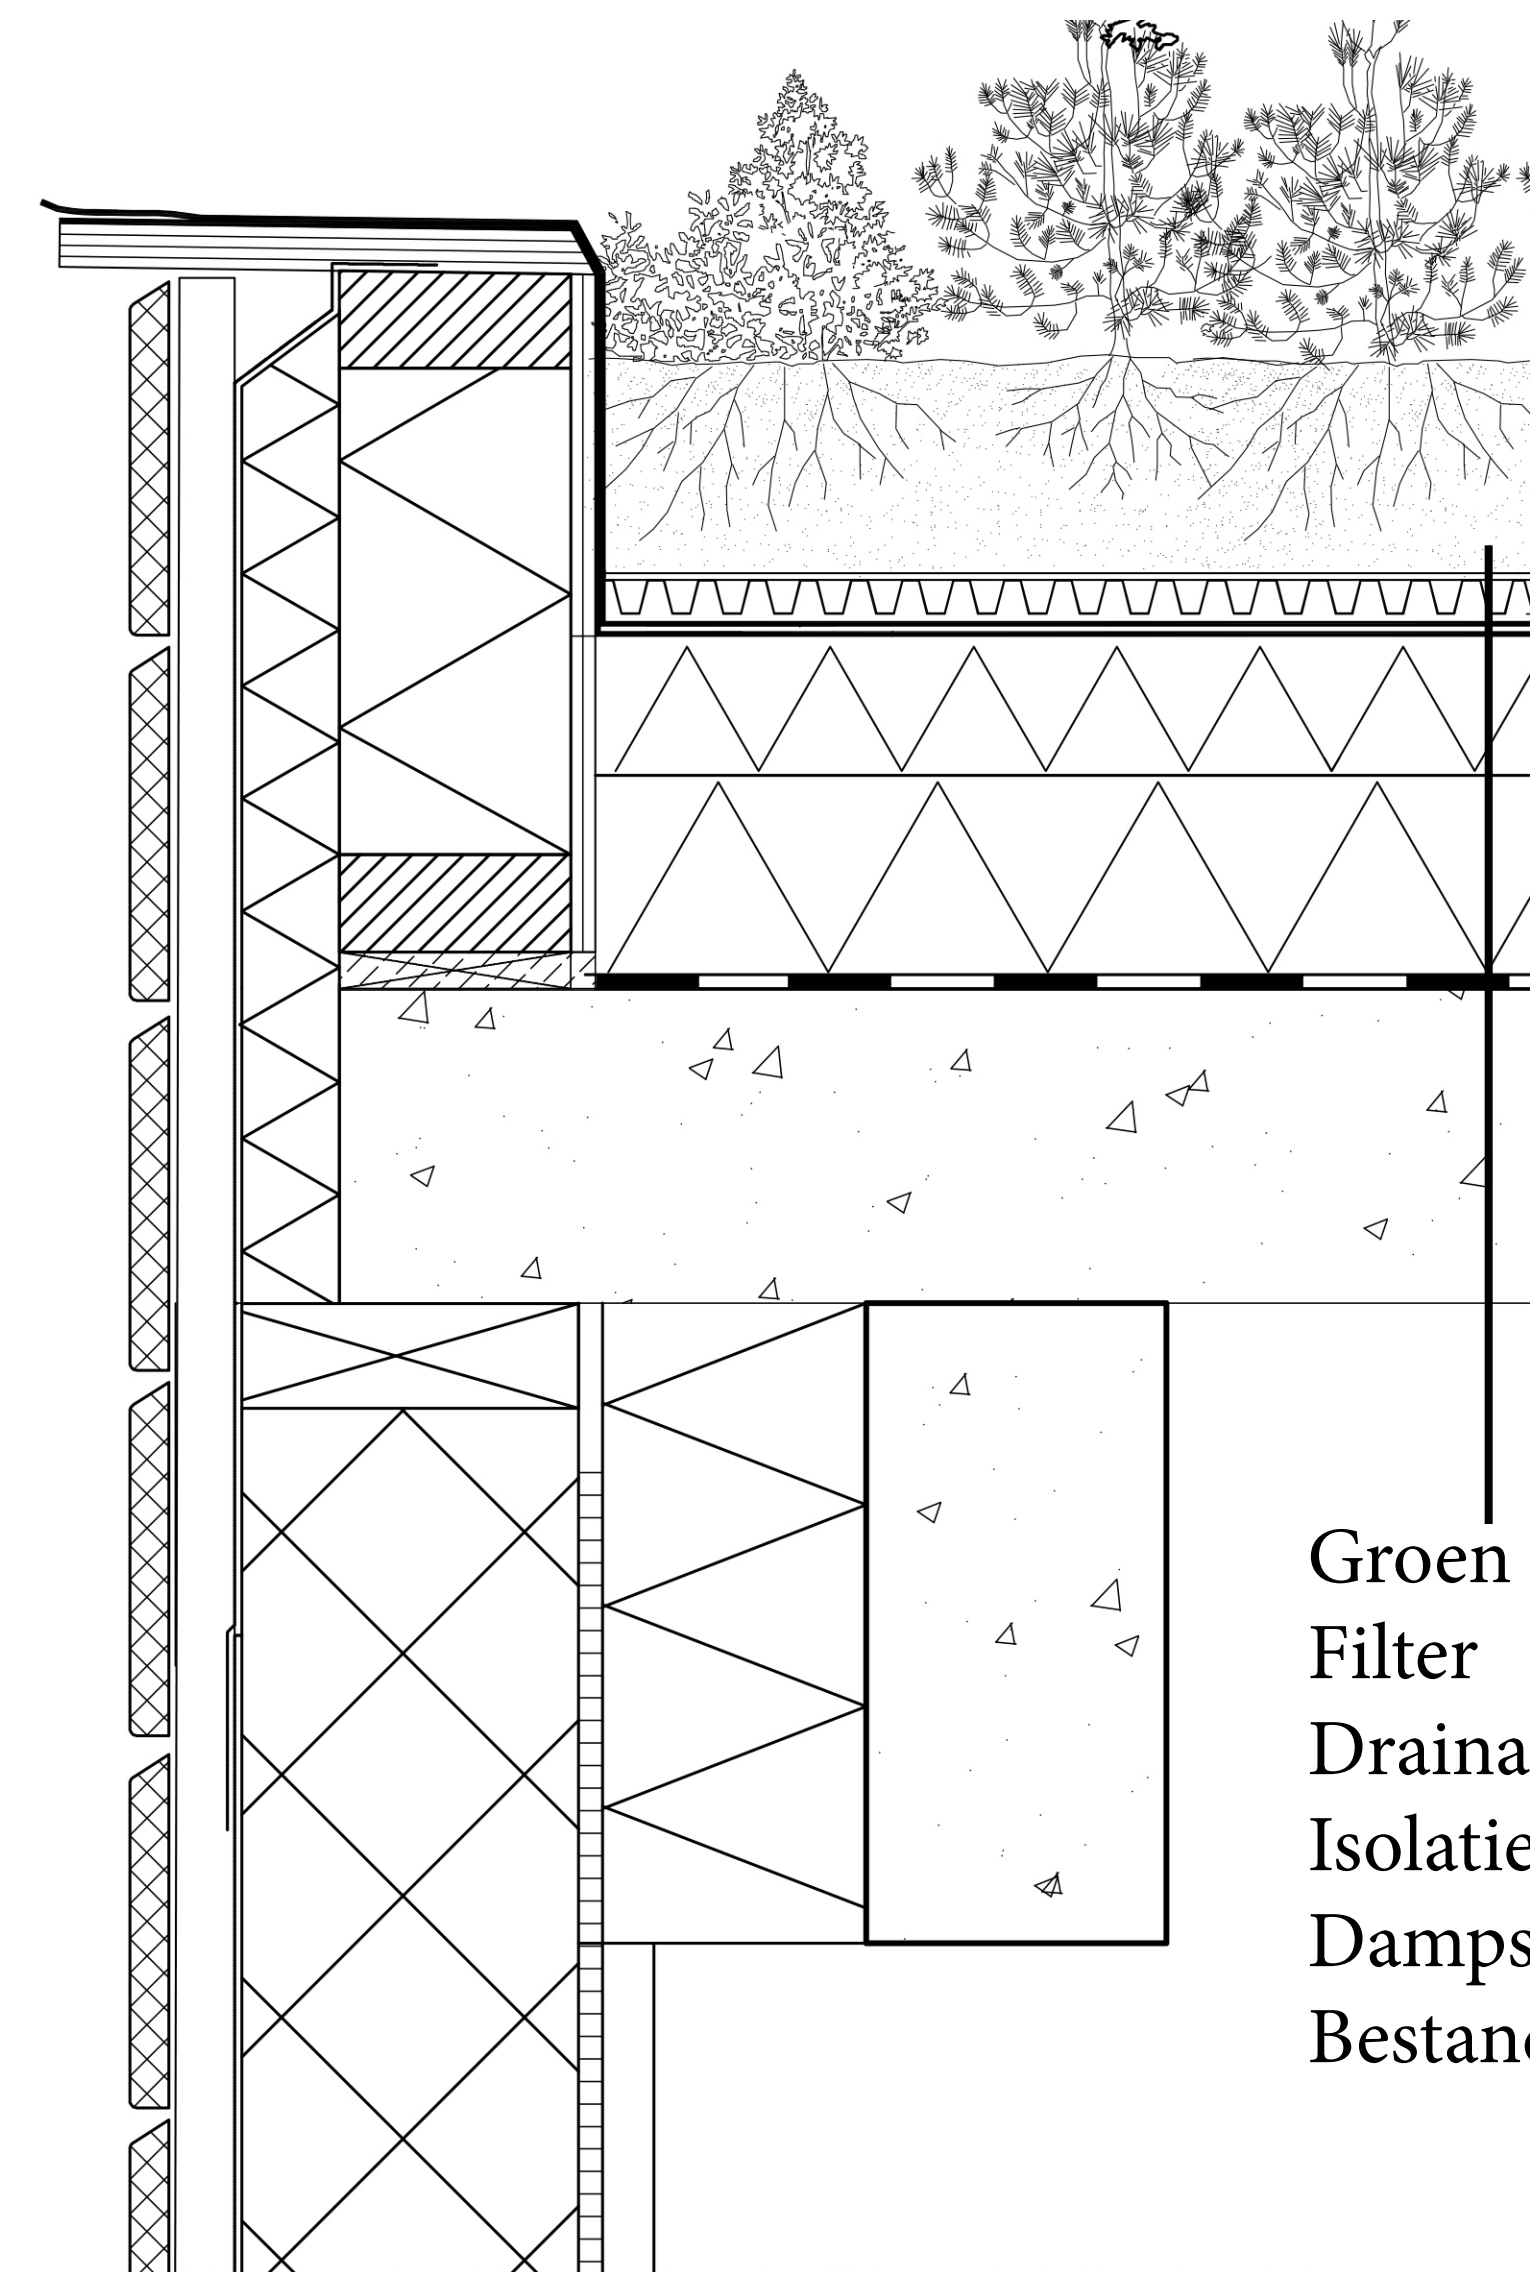 Groen
Filter
Draina
Isolatie
Damps
Bestand